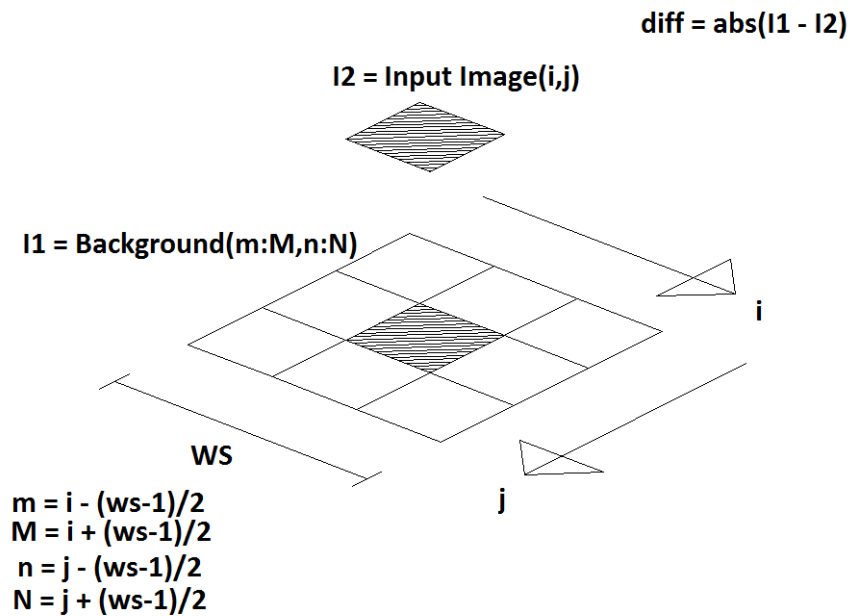 diff = abs(I1 - I2)
I2 = Input Image(i,j)
I1 = Background(m:M,n:N)
i
WS
j
m = i - (ws-1)/2
M = i + (ws-1)/2
n = j - (ws-1)/2
N = j + (ws-1)/2